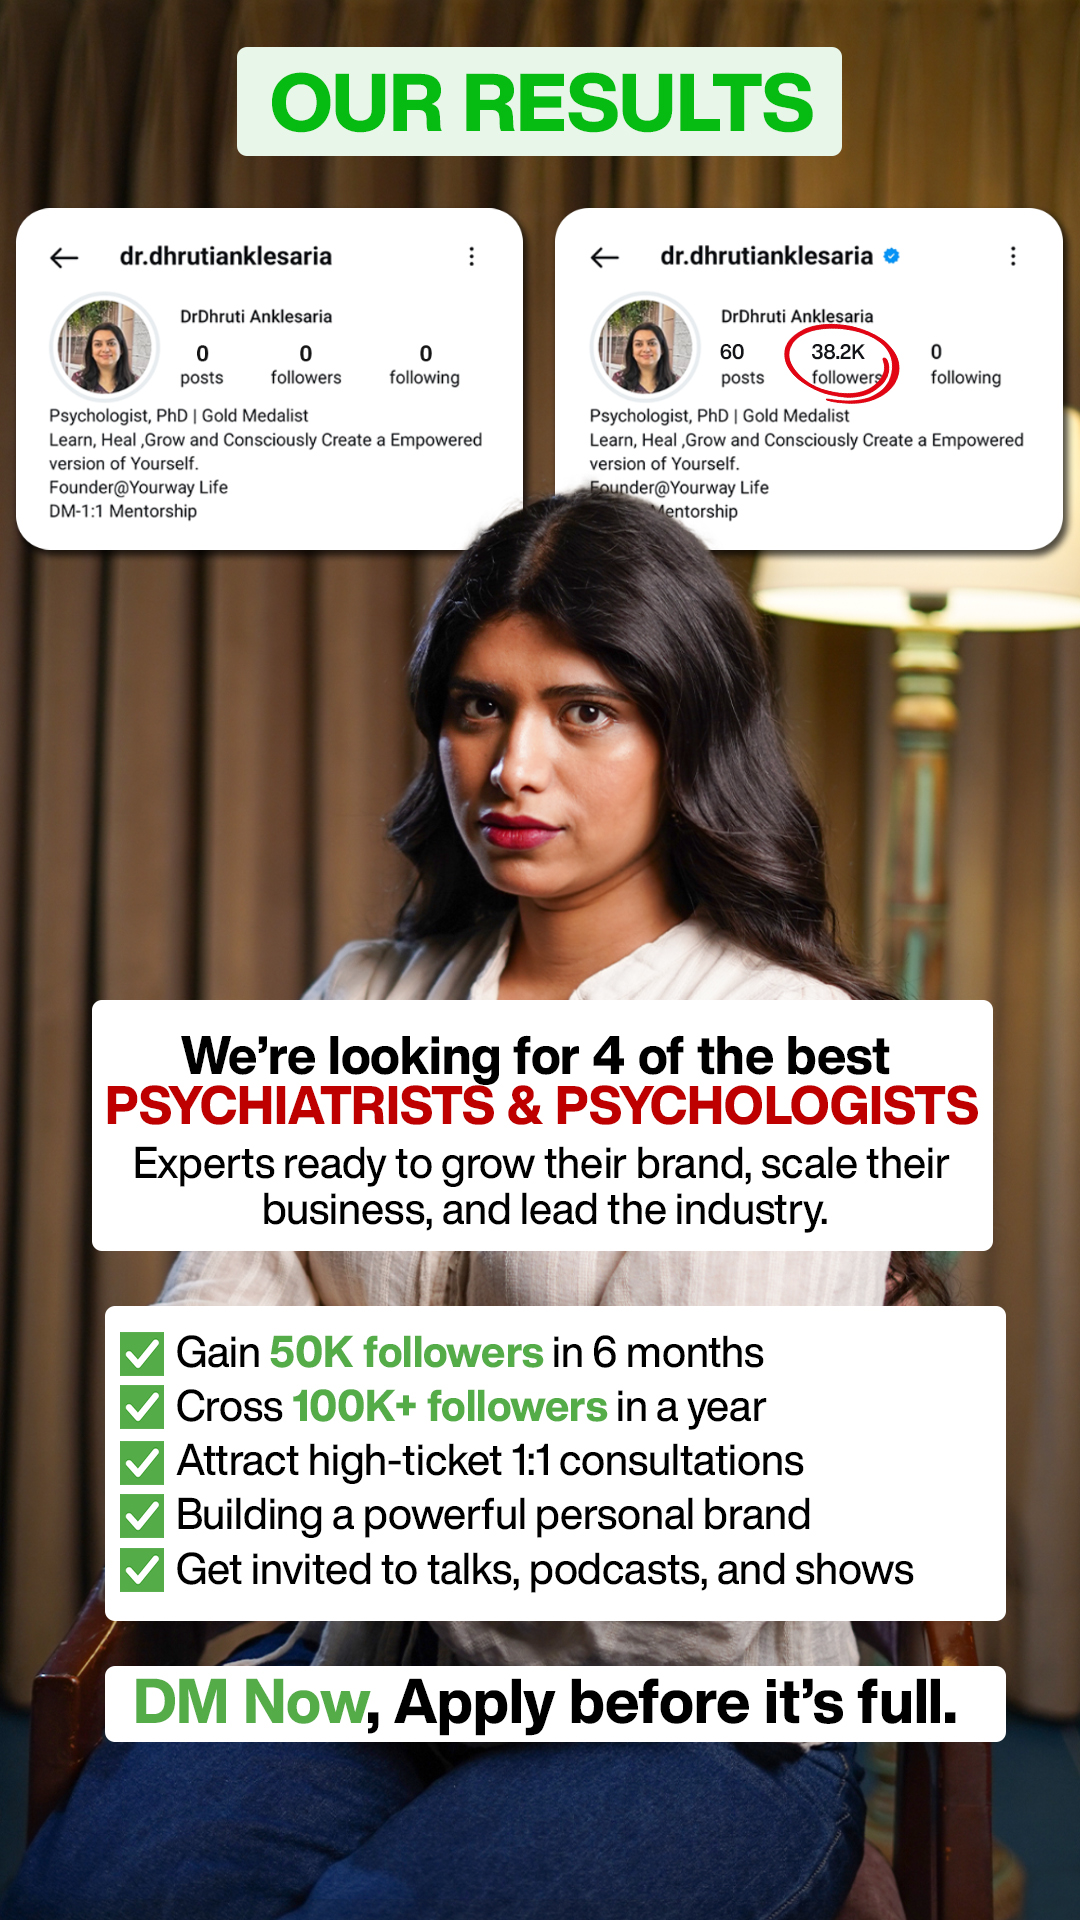 OUR RESULTS
dr.dhrutianklesaria
DrDhruti Anklesaria
0 0 0
posts followers following
Psychologist, PhD | Gold Medalist
Learn, Heal ,Grow and Consciously Create a Empowered
version of Yourself.
Founder@Yourway Life
DM-1:1 Mentorship
dr.dhrutianklesaria
DrDhruti Anklesaria
60 38.2K 0
posts followers following
Psychologist, PhD | Gold Medalist
Learn, Heal ,Grow and Consciously Create a Empowered
version of Yourself.
Founder@Yourway Life
Mentorship
We're looking for 4 of the best
PSYCHIATRISTS & PSYCHOLOGISTS
Experts ready to grow their brand, scale their
business, and lead the industry.
Gain 50K followers in 6 months
Cross 100K+ followers in a year
Attract high-ticket 1:1 consultations
Building a powerful personal brand
Get invited to talks, podcasts, and shows
DM Now, Apply before it's full.